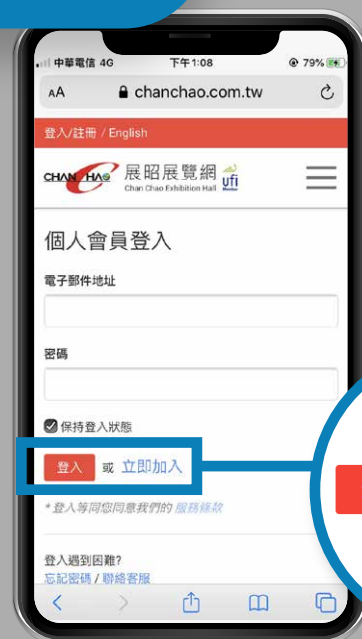 中華電信 4G 下午1:08 79%
AA chanchao.com.tw
登入/註冊 / English
CHAN CHAO 展昭展覽網 ufi
Chan Chao Exhibition Hall
個人會員登入
電子郵件地址
密碼
保持登入狀態
登入 或 立即加入
* 登入等同您同意我們的 服務條款
登入遇到困難?
忘記密碼 / 聯絡客服